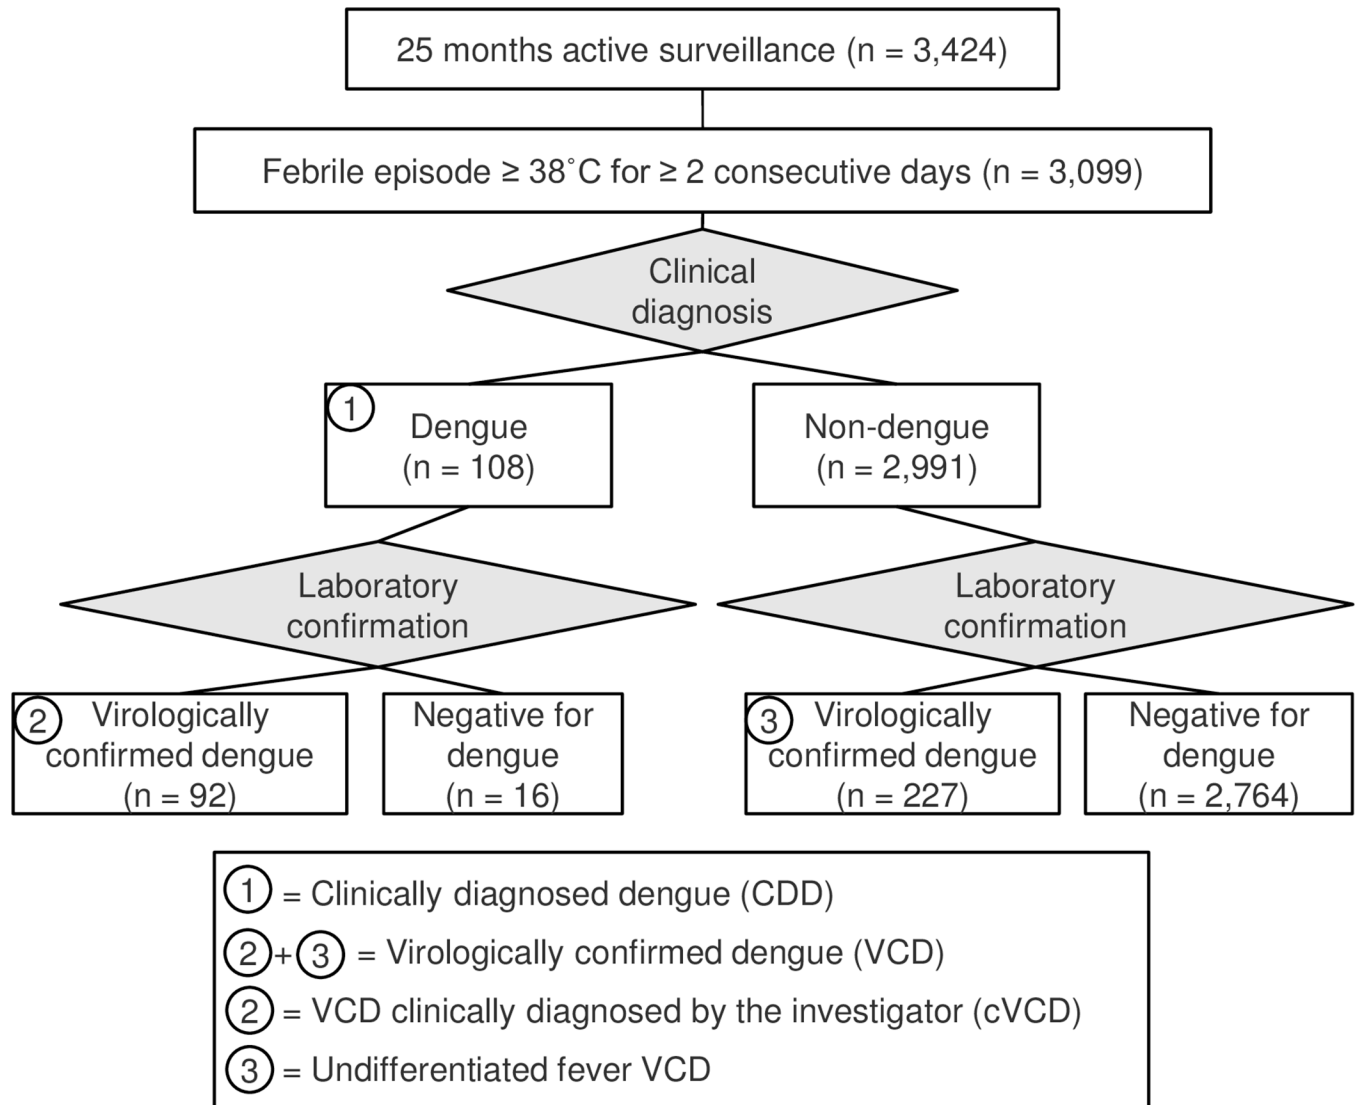 25 months active surveillance (n = 3,424)
Febrile episode ≥ 38˚C for ≥ 2 consecutive days (n = 3,099)
Clinical
diagnosis
1
Dengue
(n = 108)
Non-dengue
(n = 2,991)
Laboratory
confirmation
Laboratory
confirmation
2 Virologically
confirmed dengue
(n = 92)
Negative for
dengue
(n = 16)
3 Virologically
confirmed dengue
(n = 227)
Negative for
dengue
(n = 2,764)
1 = Clinically diagnosed dengue (CDD)
2+3 = Virologically confirmed dengue (VCD)
2 = VCD clinically diagnosed by the investigator (cVCD)
3 = Undifferentiated fever VCD